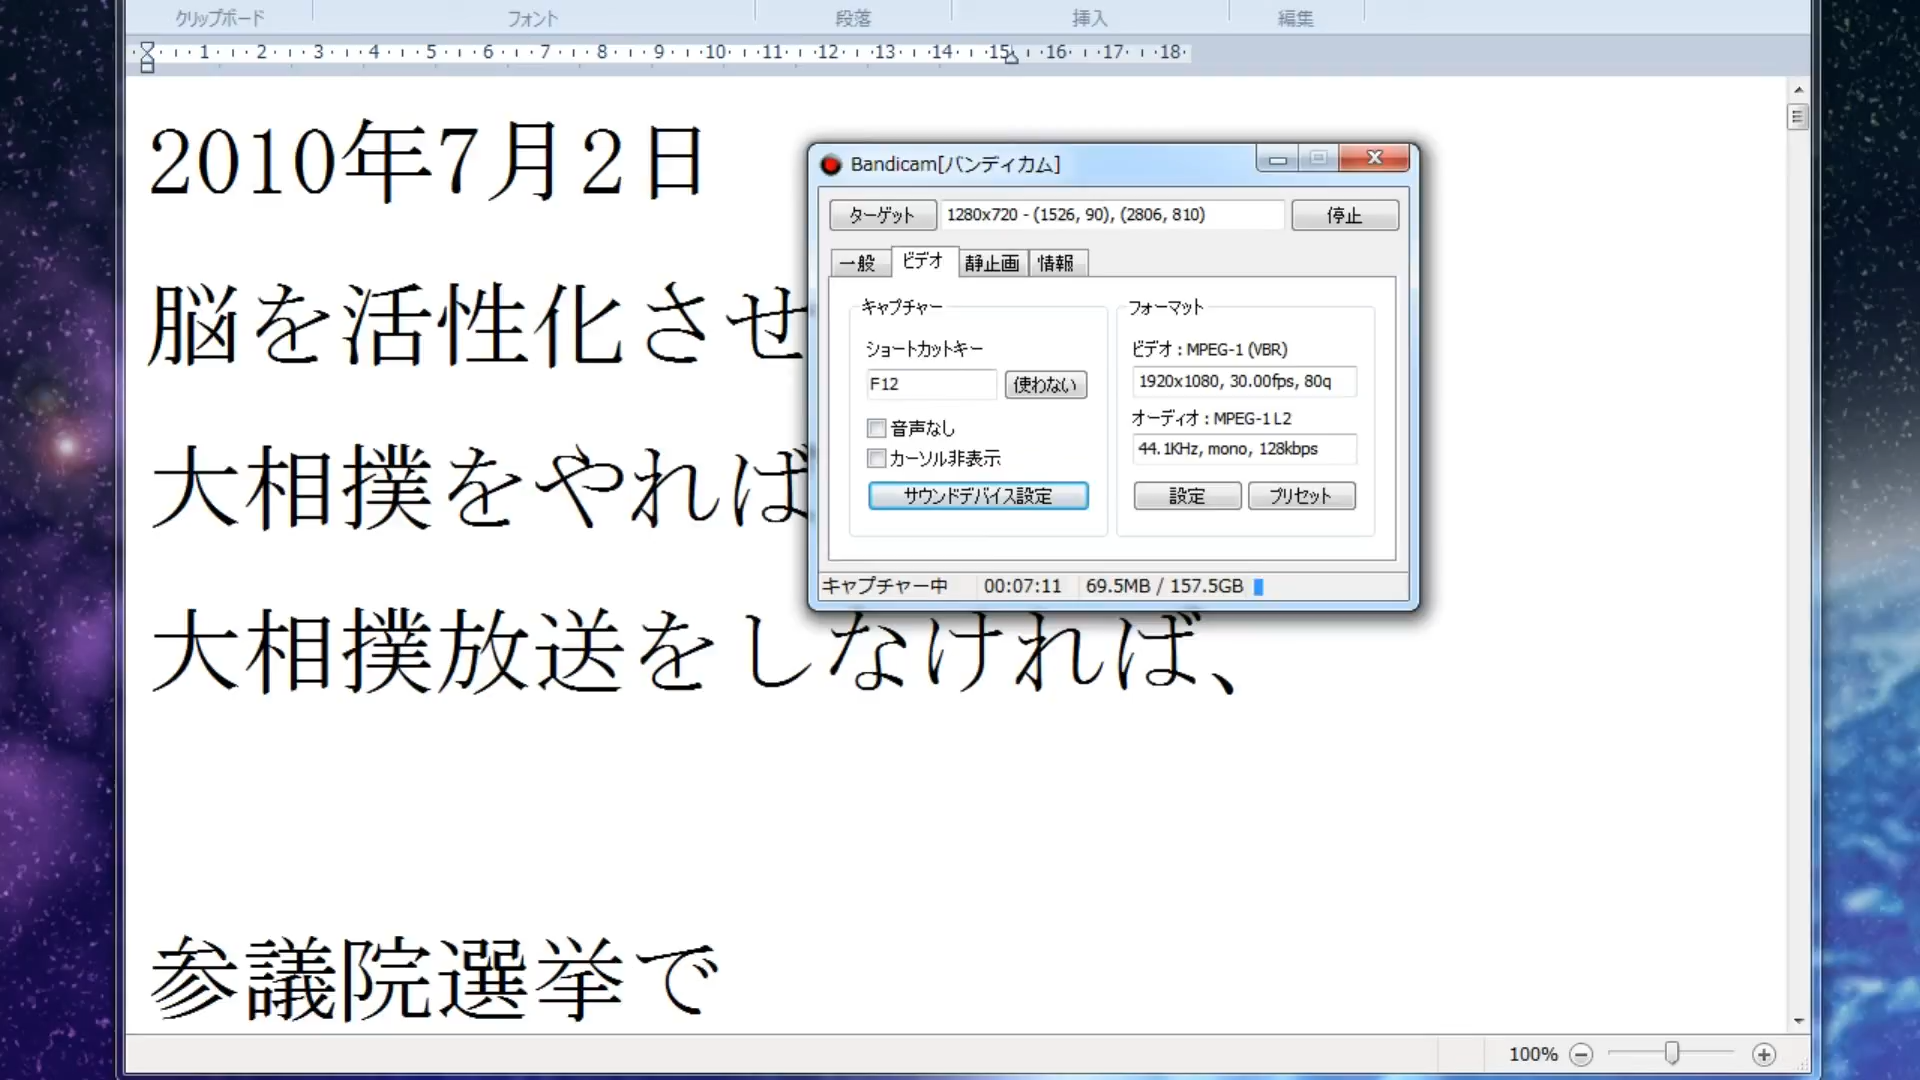 クリップボード フォント 段落 挿入 編集
1 2 3 4 5 6 7 8 9 10 11 12 13 14 15 16 17 18
2010年7月2日
脳を活性化させ
大相撲をやれば
大相撲放送をしなければ、
参議院選挙で
Bandicam[バンディカム]
ターゲット 1280x720 - (1526, 90), (2806, 810) 停止
一般 ビデオ 静止画 情報
キャプチャー
ショートカットキー
F12 使わない
音声なし
カーソル非表示
サウンドデバイス設定
フォーマット
ビデオ : MPEG-1 (VBR)
1920x1080, 30.00fps, 80q
オーディオ : MPEG-1 L2
44.1KHz, mono, 128kbps
設定 プリセット
キャプチャー中 00:07:11 69.5MB / 157.5GB
100%